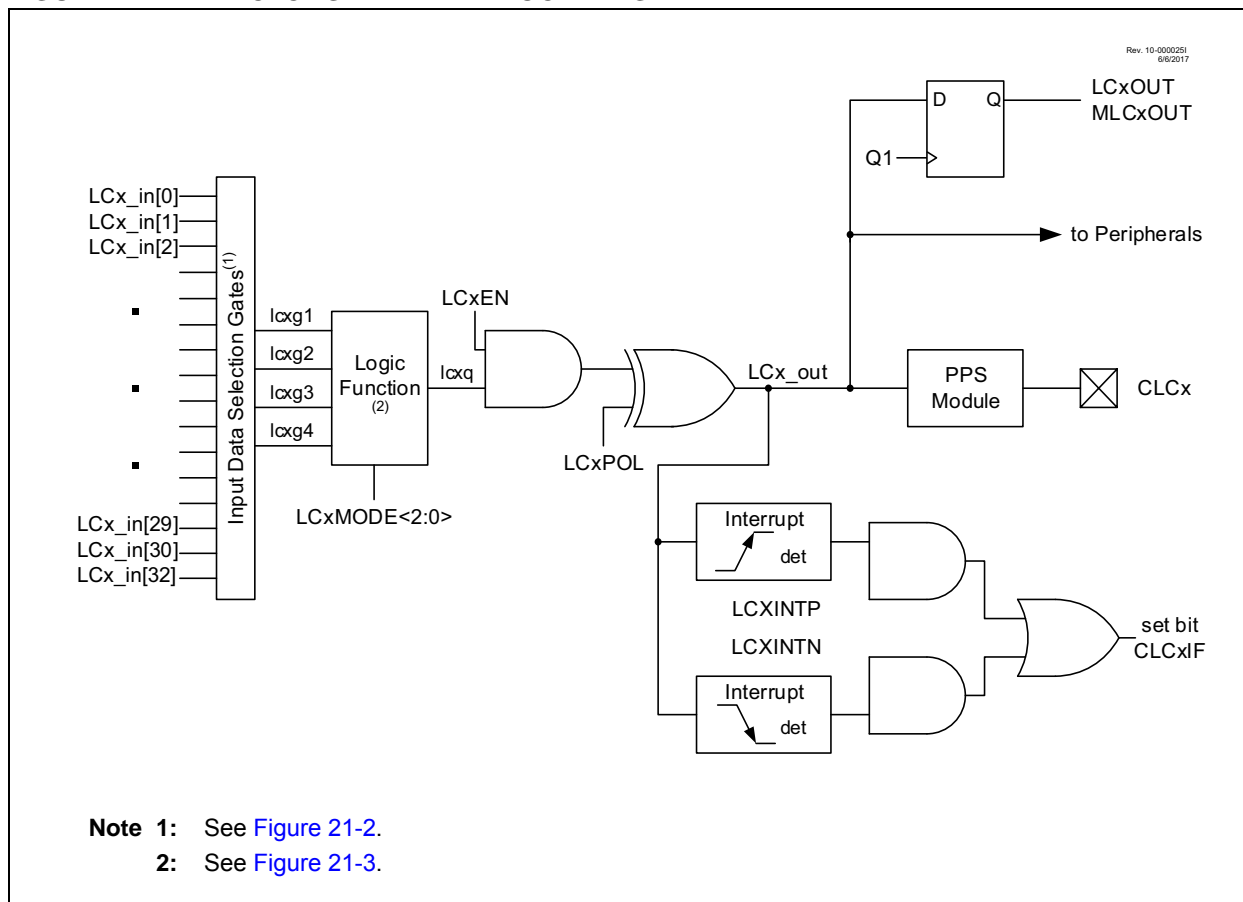 Rev. 10-000025I
6/6/2017
LCxOUT
MLCxOUT
D
Q
Q1
to Peripherals
LCx_in[0]
LCx_in[1]
LCx_in[2]
LCx_in[29]
LCx_in[30]
LCx_in[32]
Input Data Selection Gates(1)
lcxg1
lcxg2
lcxg3
lcxg4
Logic
Function
(2)
LCxMODE<2:0>
lcxq
LCxEN
LCxPOL
LCx_out
PPS
Module
CLCx
Interrupt
det
LCXINTP
LCXINTN
Interrupt
det
set bit
CLCxIF
Note 1: See Figure 21-2.
2: See Figure 21-3.